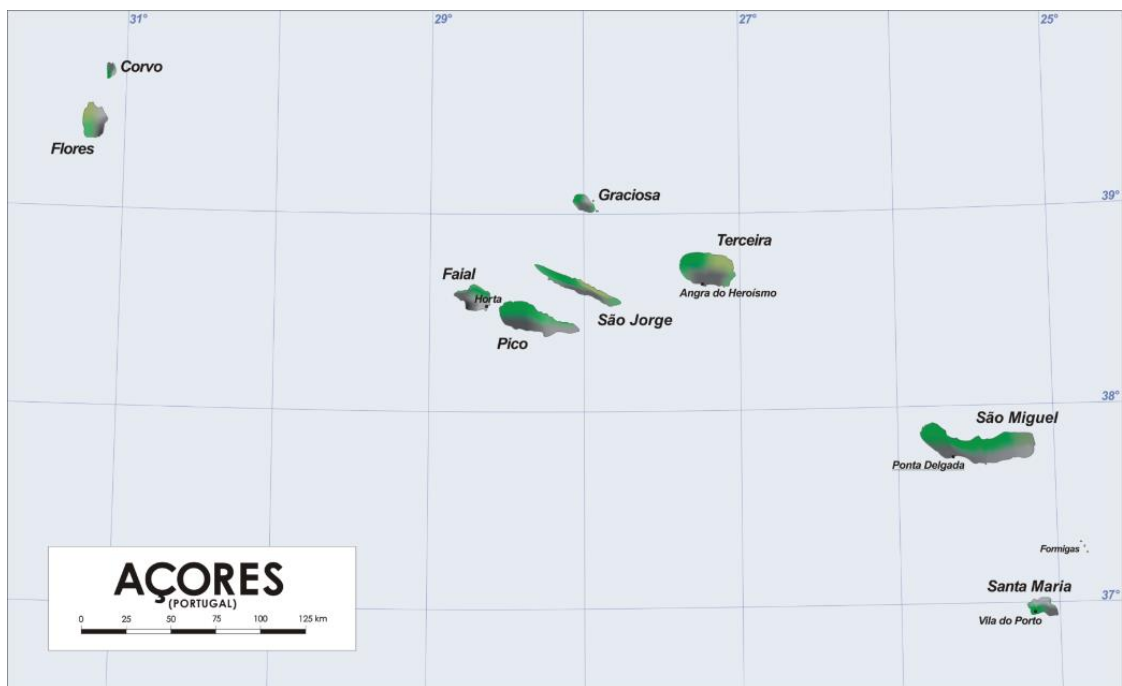 31°
29°
27°
25°
Corvo
Flores
Graciosa
39°
Terceira
Faial
Horta
Angra do Heroísmo
São Jorge
Pico
38°
São Miguel
Ponta Delgada
Formigas
AÇORES
(PORTUGAL)
0 25 50 75 100 125 km
Santa Maria
37°
Vila do Porto